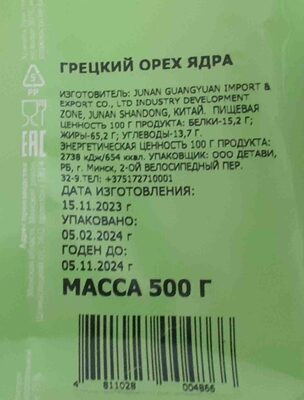 ГРЕЦКИЙ ОРЕХ ЯДРА
ИЗГОТОВИТЕЛЬ: JUNAN GUANGYUAN IMPORT &
EXPORT CO., LTD INDUSTRY DEVELOPMENT
ZONE, JUNAN SHANDONG, КИТАЙ. ПИЩЕВАЯ
ЦЕННОСТЬ 100 Г ПРОДУКТА: БЕЛКИ-15,2 Г;
ЖИРЫ-65,2 Г; УГЛЕВОДЫ-13,7 Г.
ЭНЕРГЕТИЧЕСКАЯ ЦЕННОСТЬ 100 Г ПРОДУКТА:
2738 кДж/654 ккал. УПАКОВЩИК: ООО ДЕТАВИ,
РБ, г. МИНСК, 2-ОЙ ВЕЛОСИПЕДНЫЙ ПЕР.
32-9.ТЕЛ: +375172710001
ДАТА ИЗГОТОВЛЕНИЯ:
15.11.2023 г
УПАКОВАНО:
05.02.2024 г
ГОДЕН ДО:
05.11.2024 г
МАССА 500 Г
4 811028 004866
5
PP
EAC